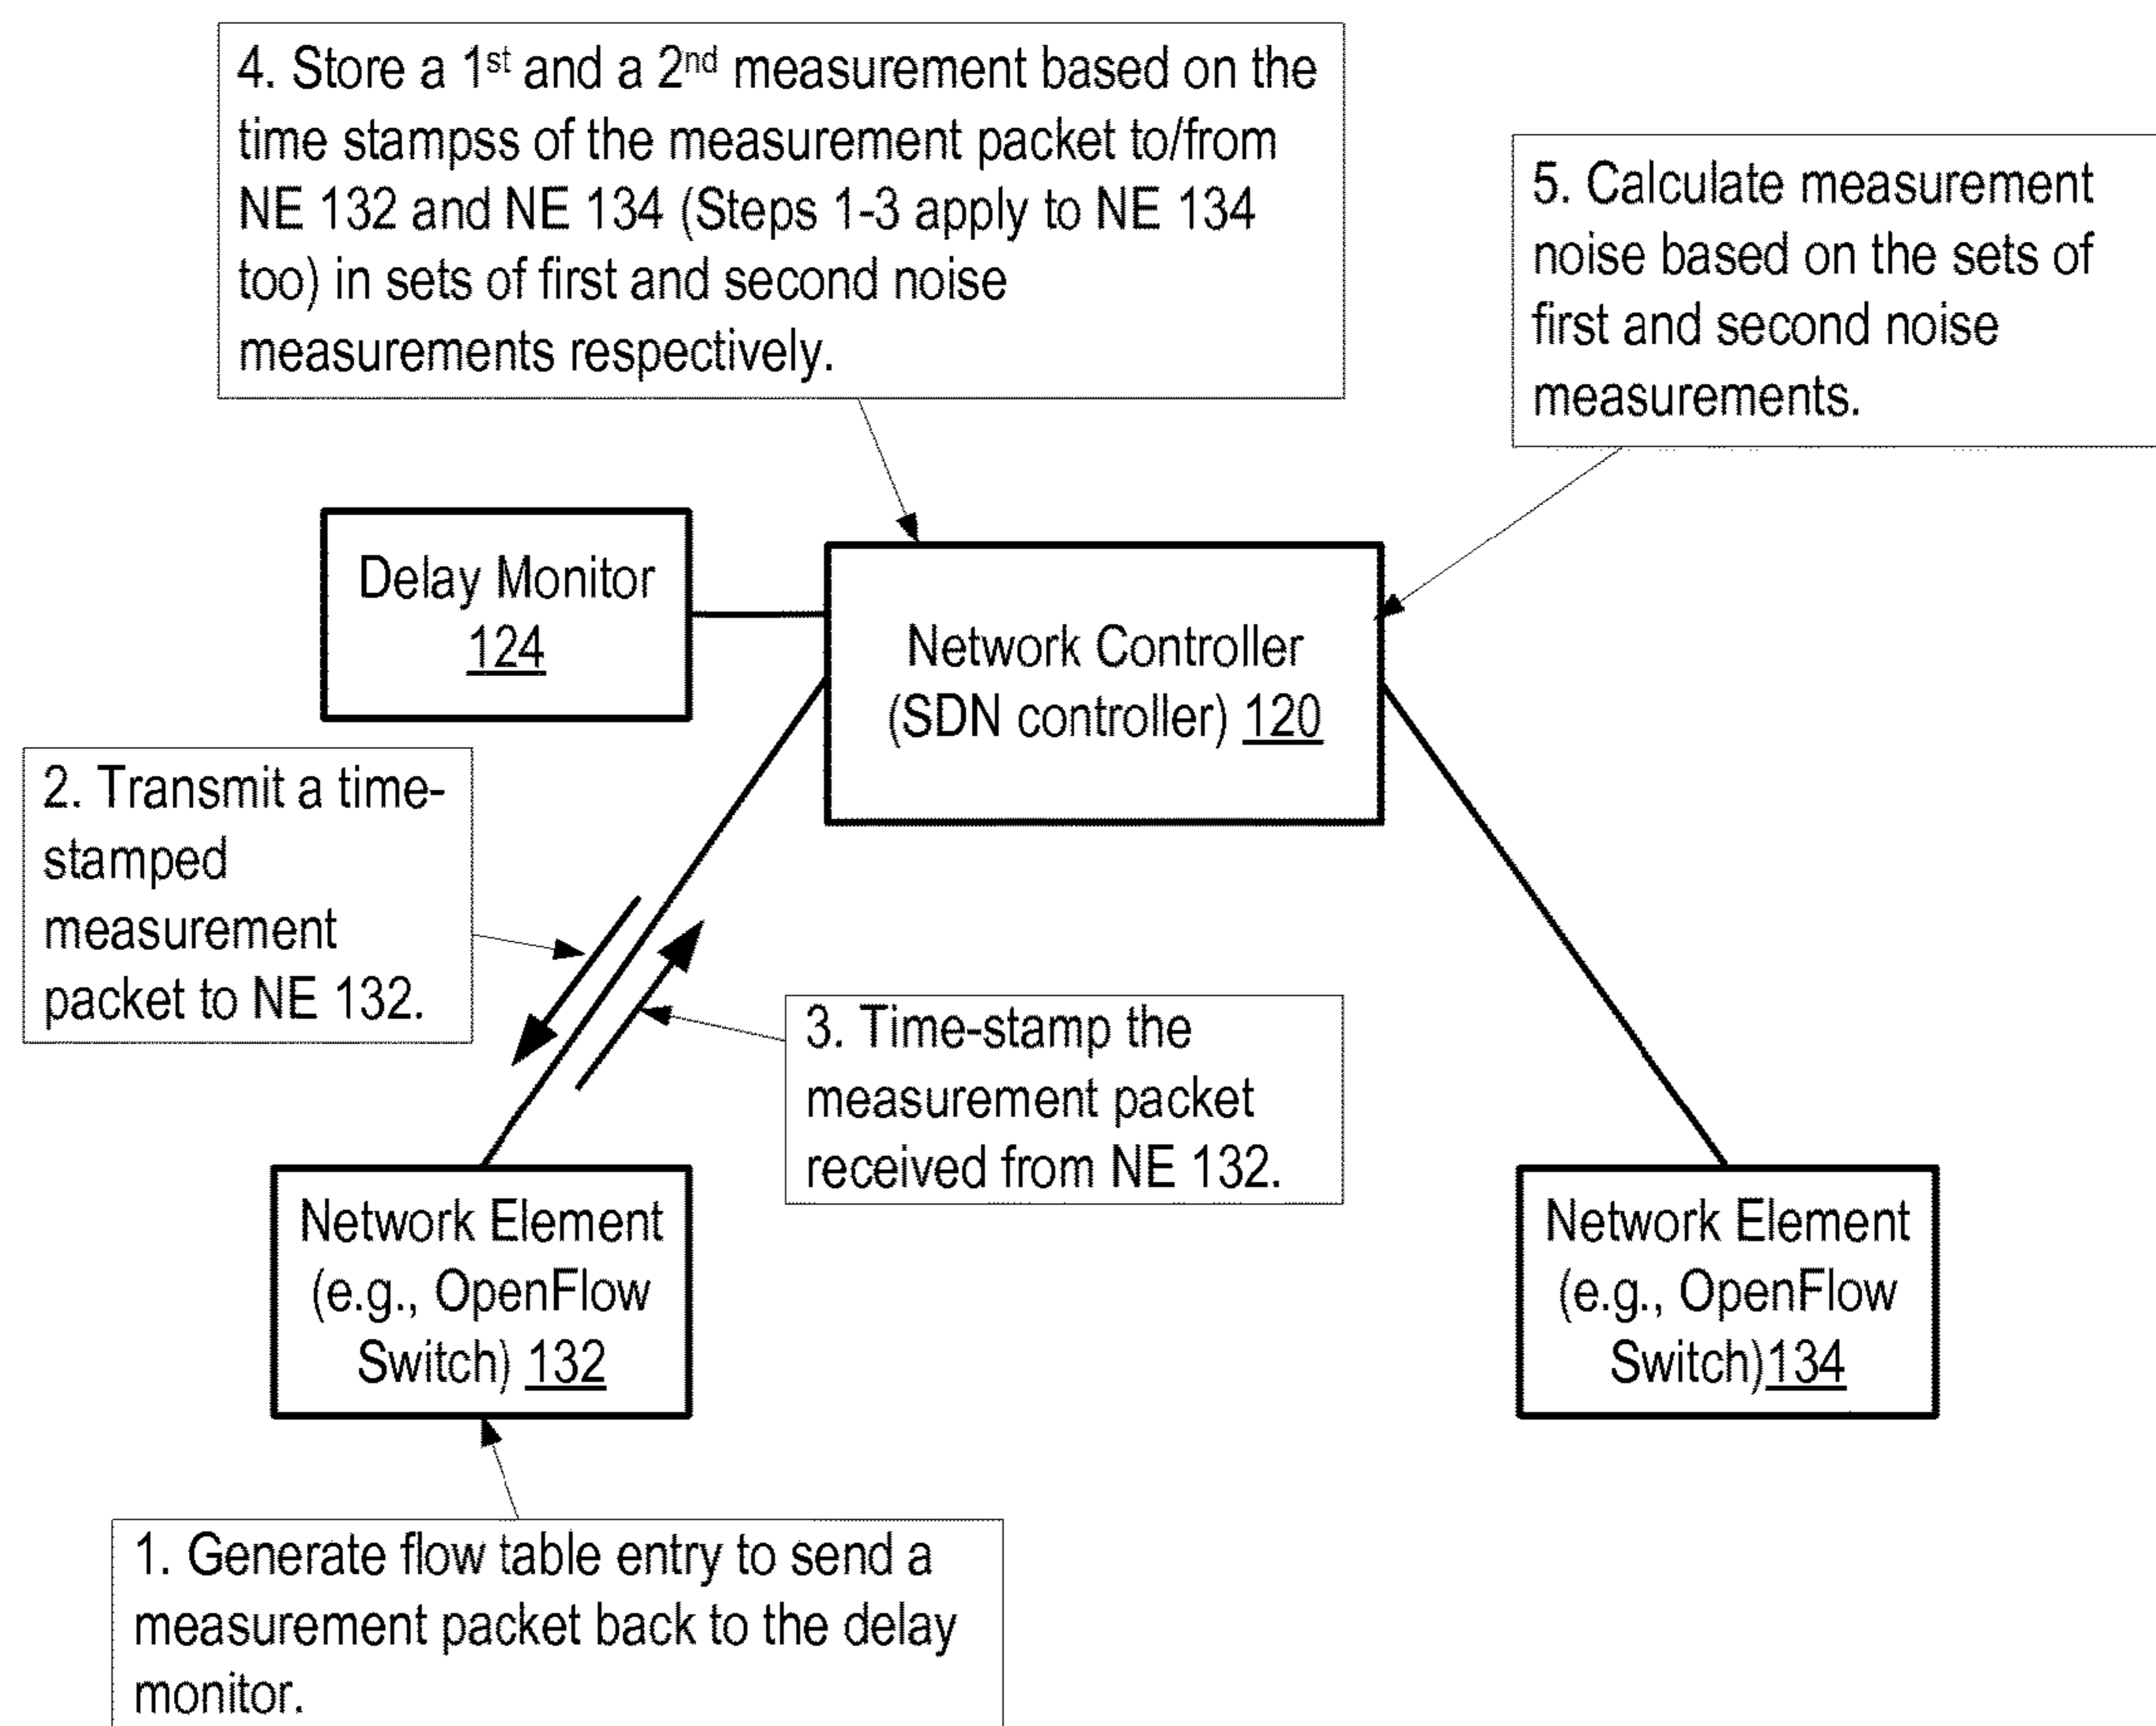 4. Store a 1st and a 2nd measurement based on the
time stampss of the measurement packet to/from
NE 132 and NE 134 (Steps 1-3 apply to NE 134
too) in sets of first and second noise
measurements respectively.
5. Calculate measurement
noise based on the sets of
first and second noise
measurements.
Delay Monitor
124
Network Controller
(SDN controller) 120
2. Transmit a time-
stamped
measurement
packet to NE 132.
3. Time-stamp the
measurement packet
received from NE 132.
Network Element
(e.g., OpenFlow
Switch) 132
Network Element
(e.g., OpenFlow
Switch)134
1. Generate flow table entry to send a
measurement packet back to the delay
monitor.